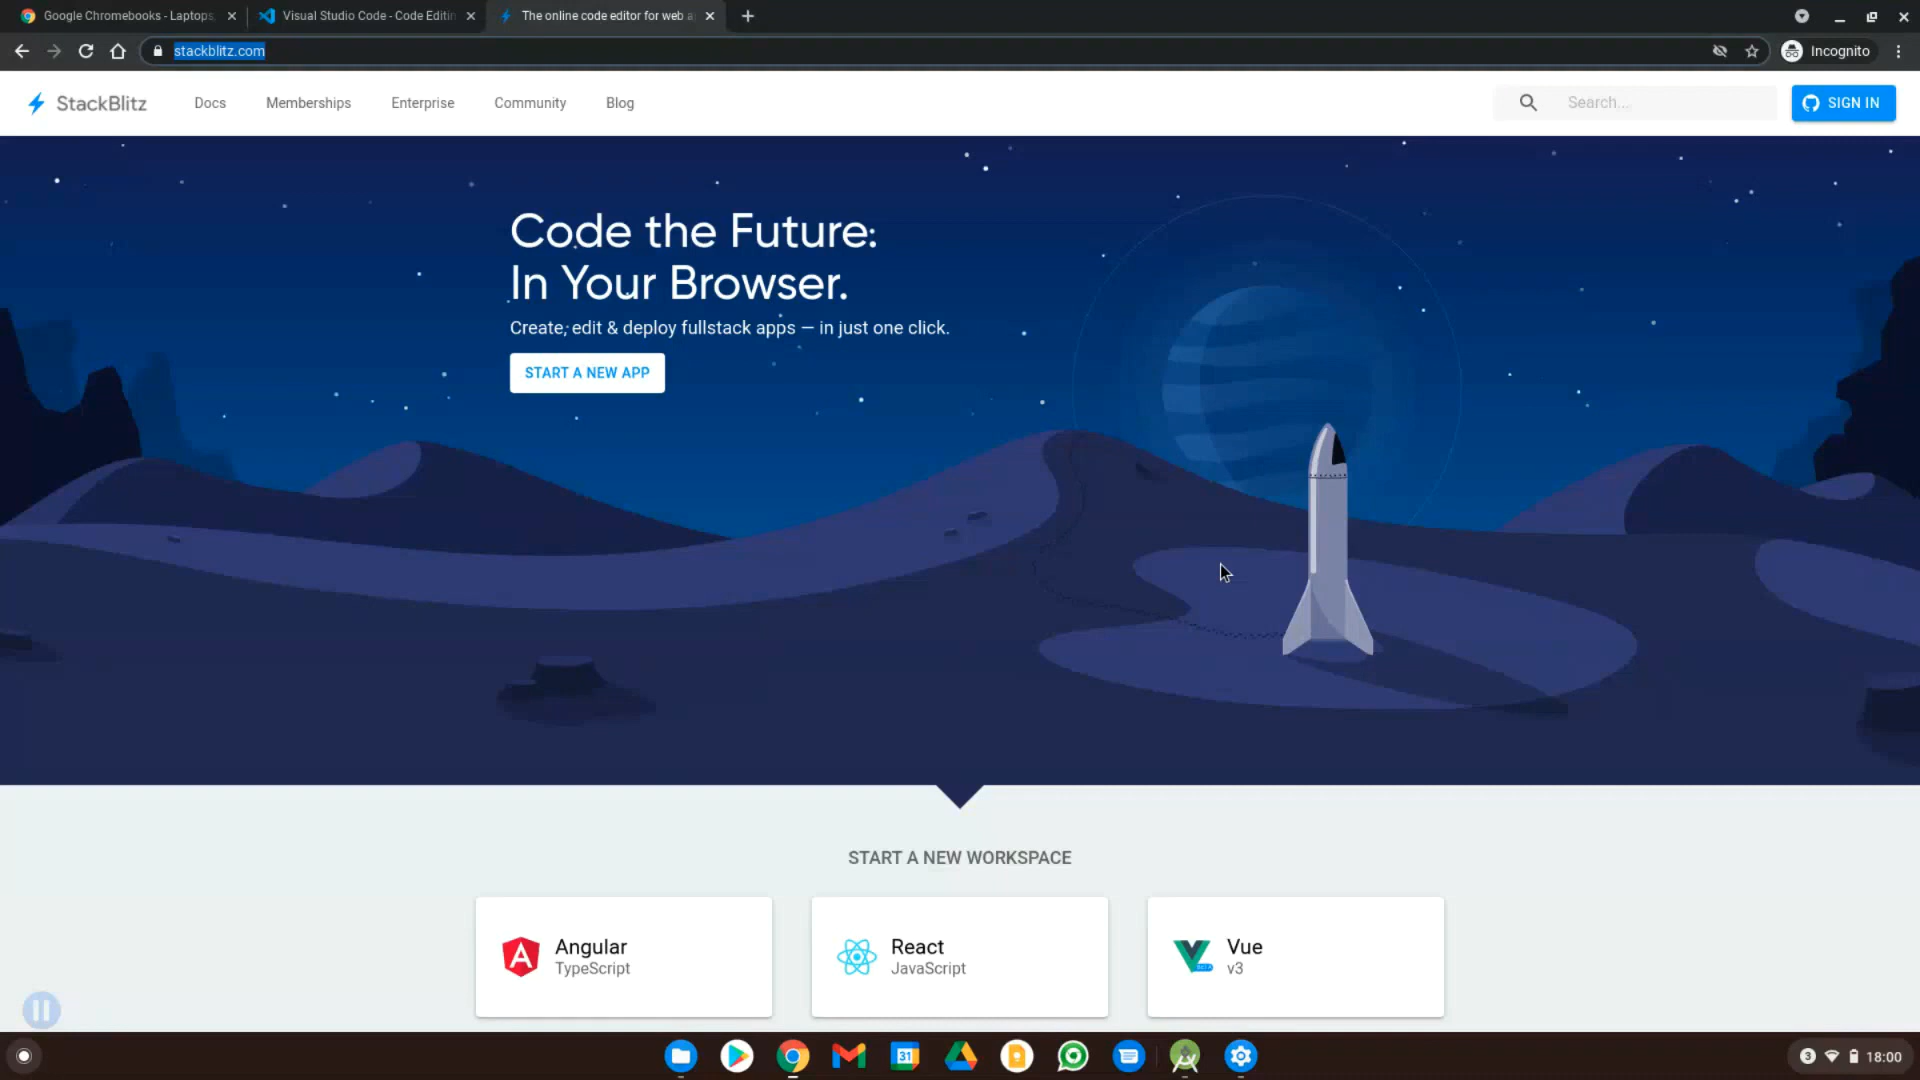 Google Chromebooks - Laptops,
Visual Studio Code - Code Editin
The online code editor for web a
stackblitz.com
Incognito
StackBlitz
Docs
Memberships
Enterprise
Community
Blog
Search...
SIGN IN
Code the Future:
In Your Browser.
Create, edit & deploy fullstack apps — in just one click.
START A NEW APP
START A NEW WORKSPACE
Angular
TypeScript
React
JavaScript
Vue
v3
31
3
18:00